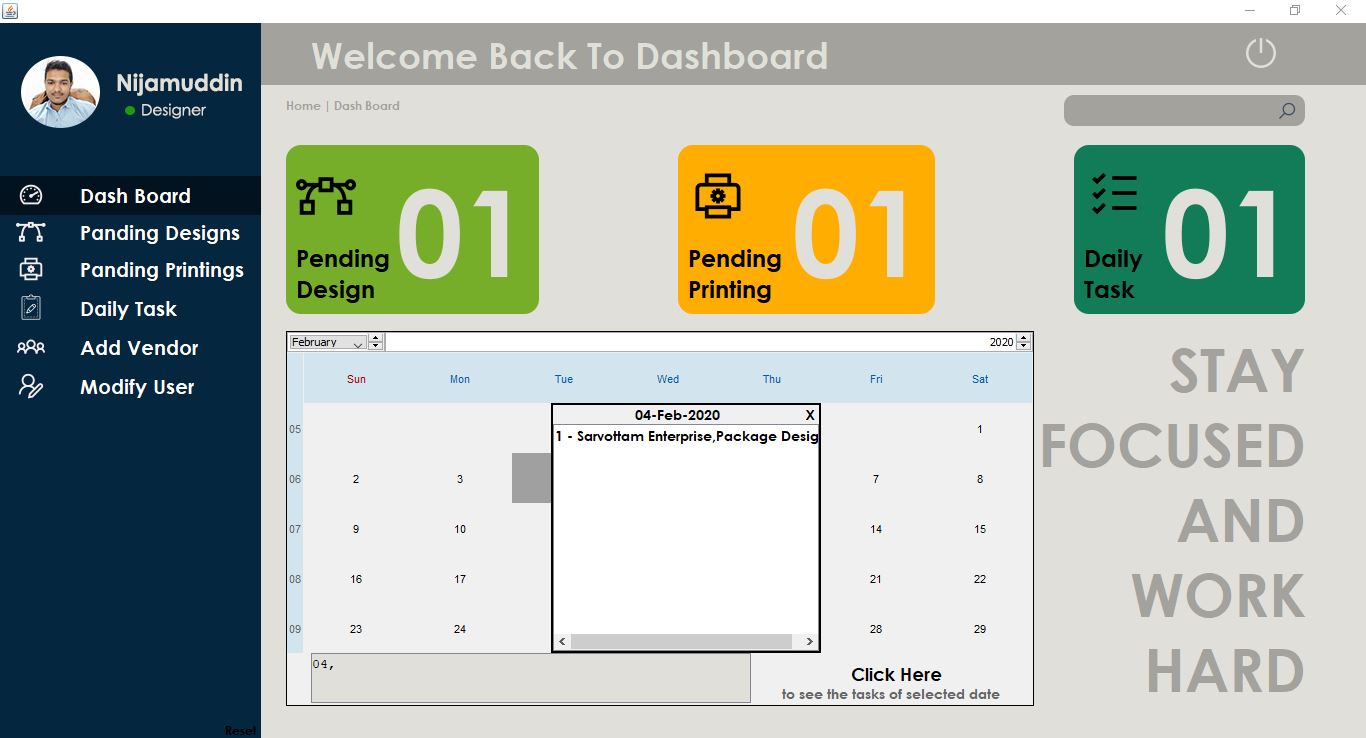 Welcome Back To Dashboard
Nijamuddin
Designer
Home | Dash Board
Dash Board
Panding Designs
Panding Printings
Daily Task
Add Vendor
Modify User
Reset
Pending
Design
01
Pending
Printing
01
Daily
Task
01
February 2020
Sun Mon Tue Wed Thu Fri Sat
04-Feb-2020 X
1 - Sarvottam Enterprise,Package Desig
05 1
06 2 3 7 8
07 9 10 14 15
08 16 17 21 22
09 23 24 28 29
04,
Click Here
to see the tasks of selected date
STAY
FOCUSED
AND
WORK
HARD